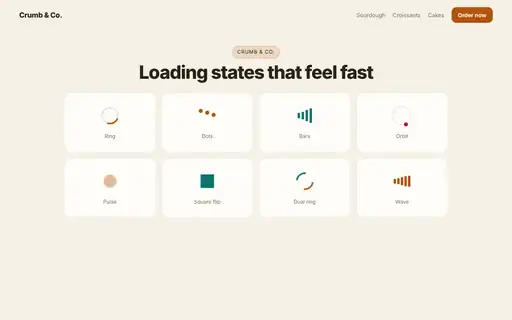 Crumb & Co.
Sourdough Croissants Cakes Order now
CRUMB & CO.
Loading states that feel fast
Ring
Dots
Bars
Orbit
Pulse
Square flip
Dual ring
Wave